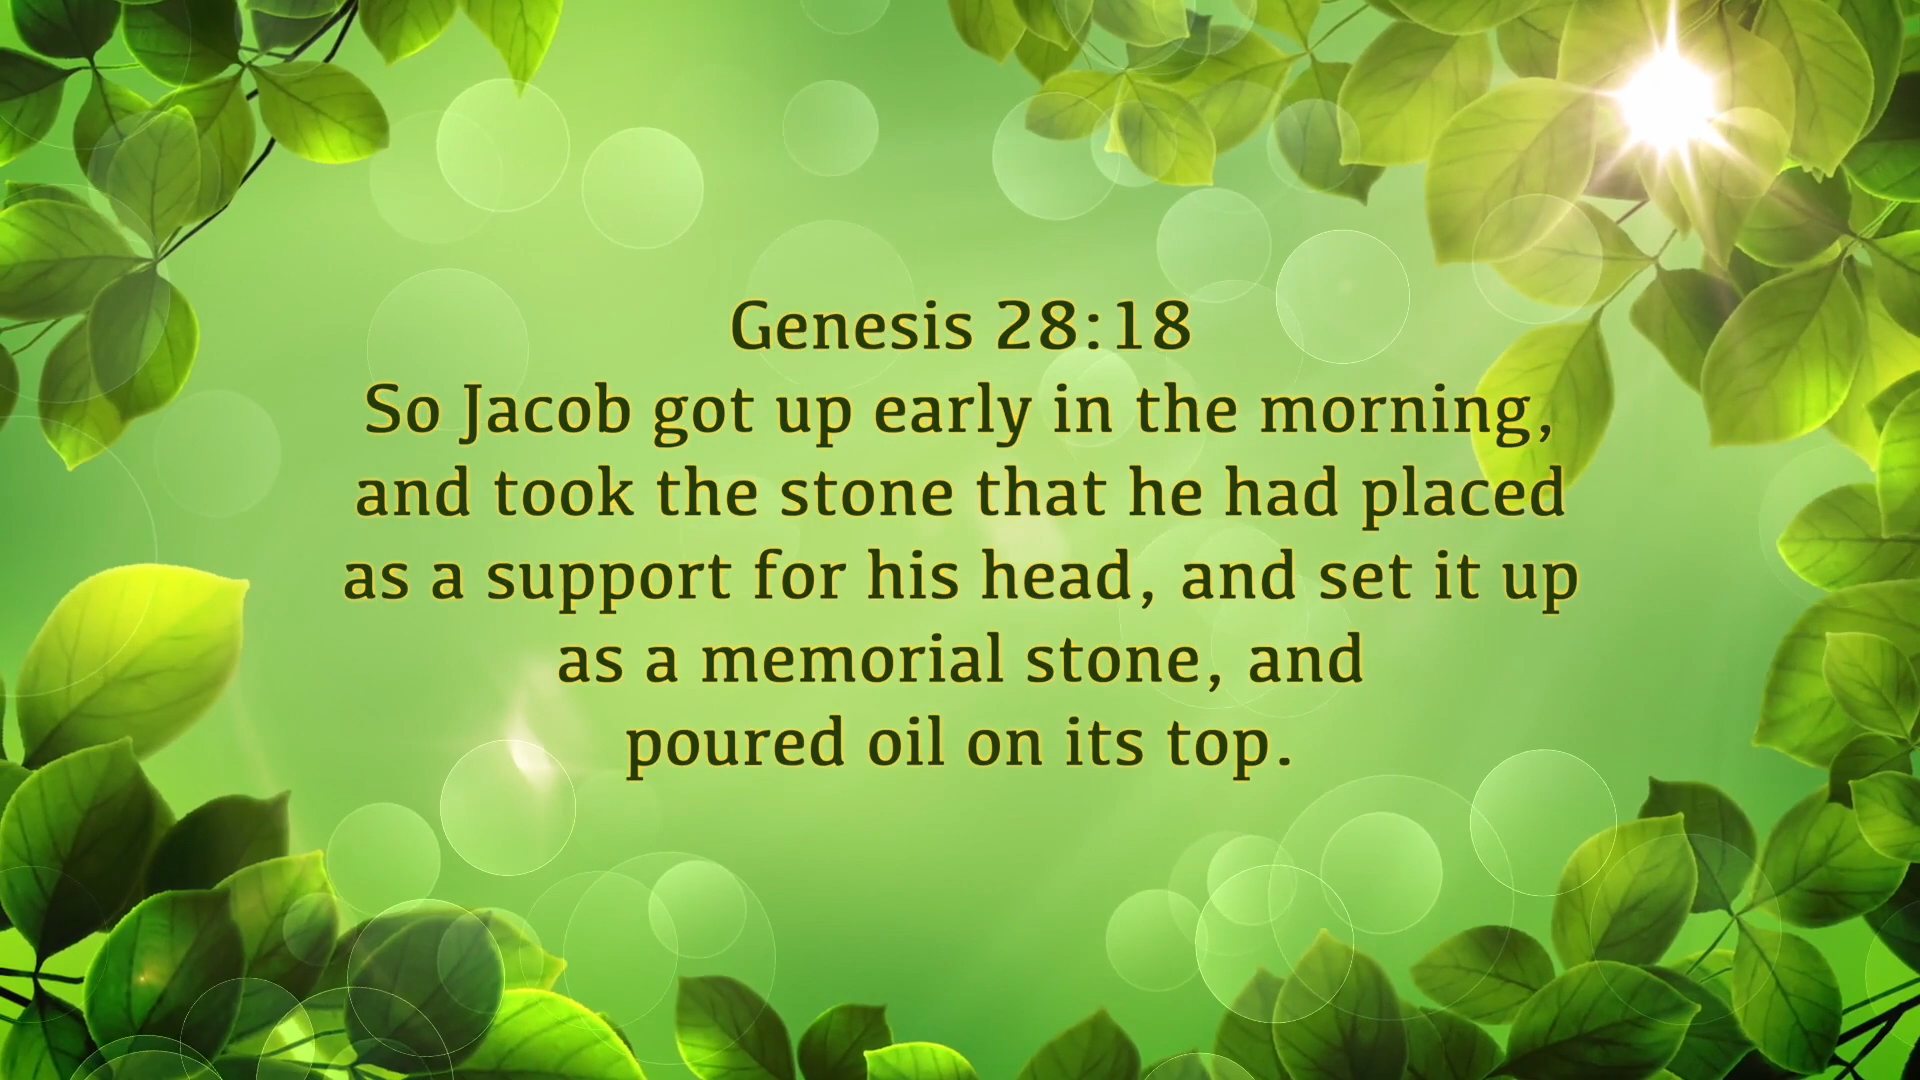 Genesis 28:18
So Jacob got up early in the morning,
and took the stone that he had placed
as a support for his head, and set it up
as a memorial stone, and
poured oil on its top.